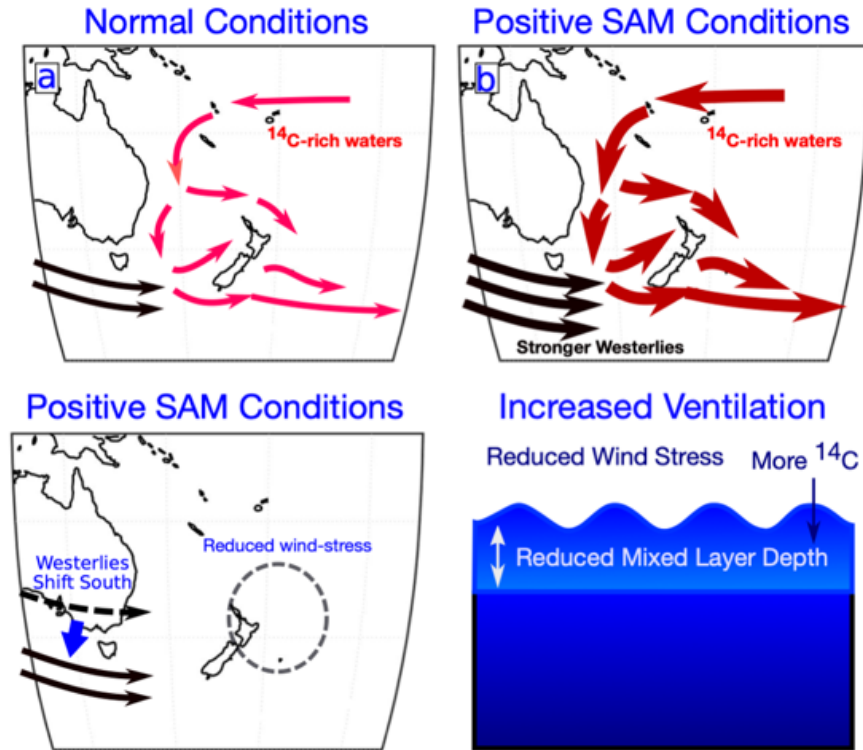 Normal Conditions
a
¹⁴C-rich waters
Positive SAM Conditions
b
¹⁴C-rich waters
Stronger Westerlies
Positive SAM Conditions
Westerlies
Shift South
Reduced wind-stress
Increased Ventilation
Reduced Wind Stress
More ¹⁴C
Reduced Mixed Layer Depth